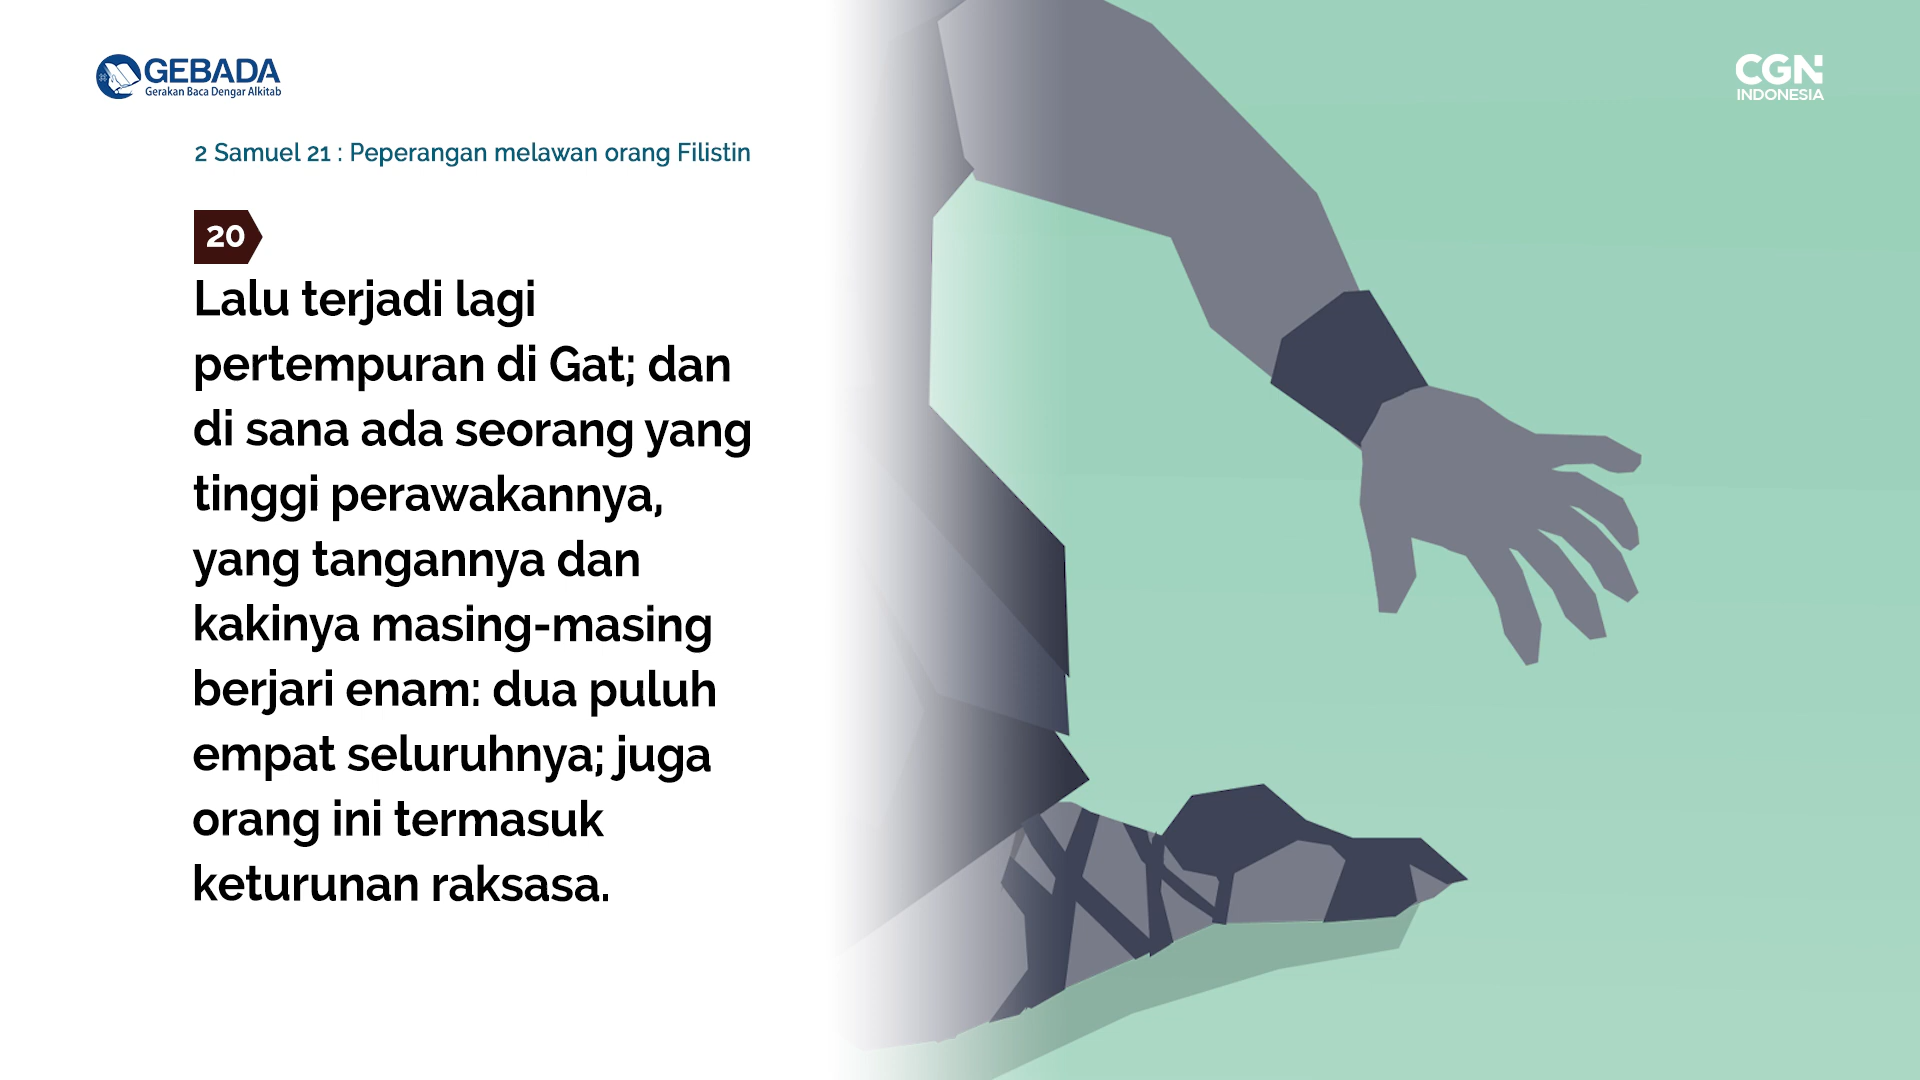 GEBADA
Gerakan Baca Dengar Alkitab
CGN
INDONESIA
2 Samuel 21 : Peperangan melawan orang Filistin
20
Lalu terjadi lagi
pertempuran di Gat; dan
di sana ada seorang yang
tinggi perawakannya,
yang tangannya dan
kakinya masing-masing
berjari enam: dua puluh
empat seluruhnya; juga
orang ini termasuk
keturunan raksasa.